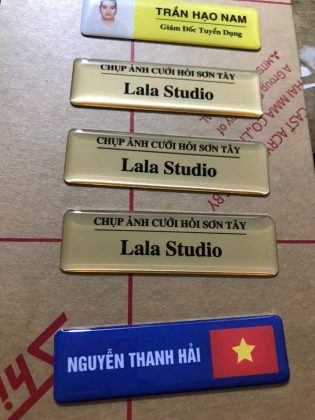 TRẦN HẠO NAM
Giám Đốc Tuyển Dụng
CHỤP ẢNH CƯỚI HỎI SƠN TÂY
Lala Studio
CHỤP ẢNH CƯỚI HỎI SƠN TÂY
Lala Studio
CHỤP ẢNH CƯỚI HỎI SƠN TÂY
Lala Studio
NGUYỄN THANH HẢI